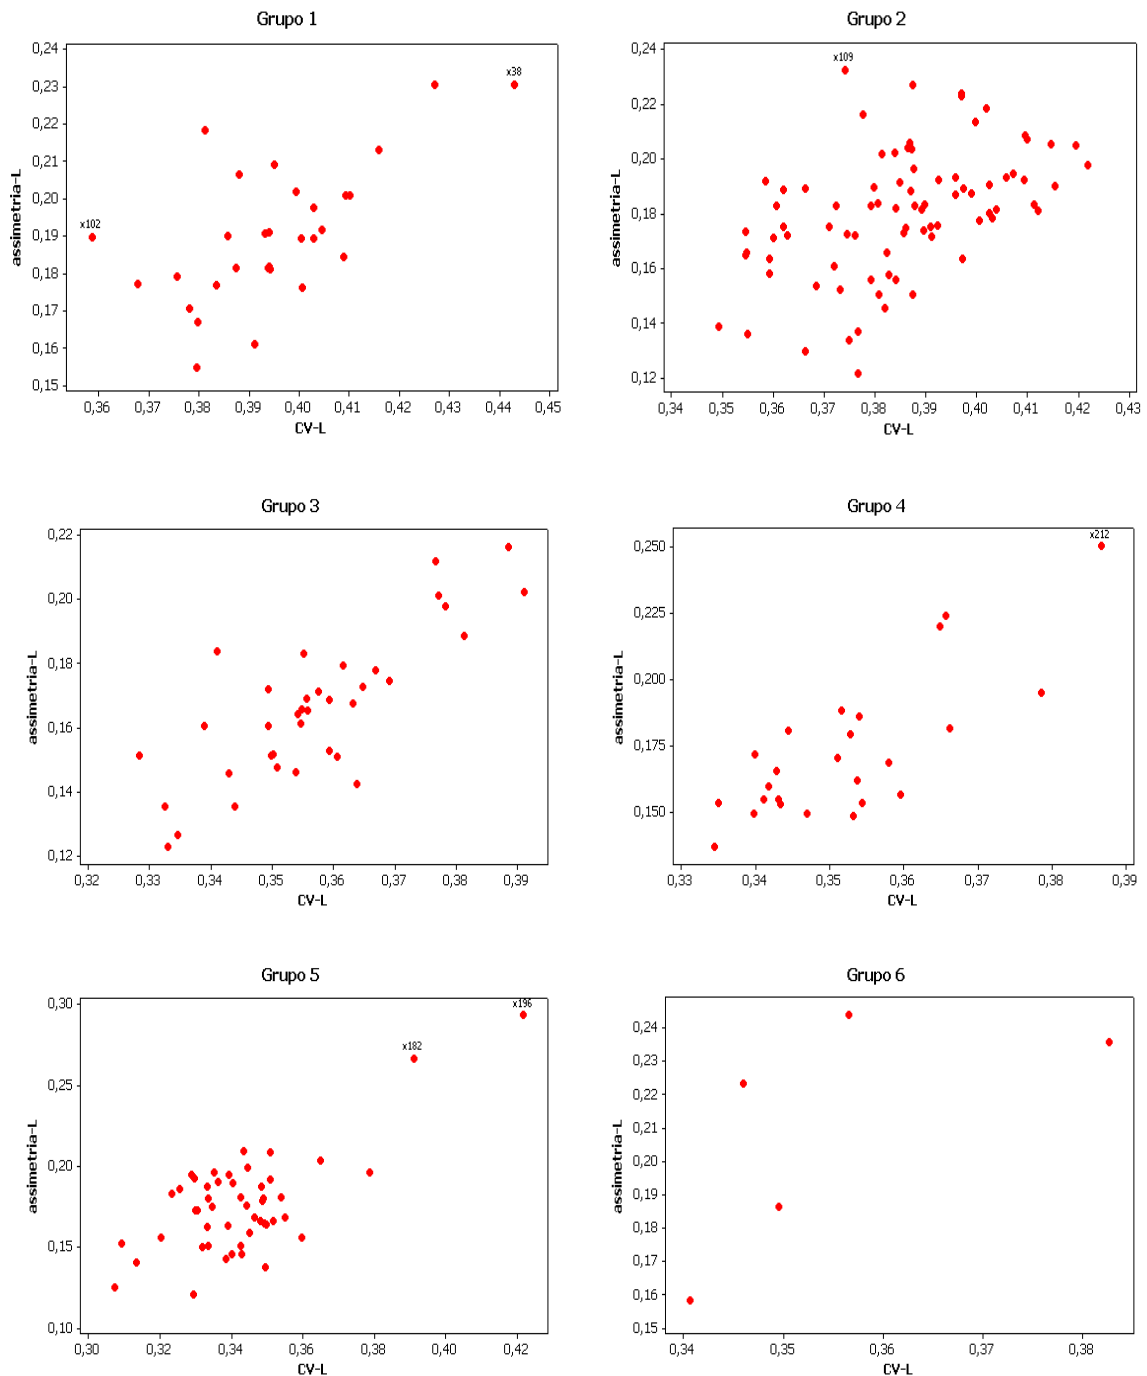 Grupo 1
0,24
0,23
0,22
0,21
0,20
0,19
0,18
0,17
0,16
0,15
assimetria-L
x38
x102
0,36 0,37 0,38 0,39 0,40 0,41 0,42 0,43 0,44 0,45
CV-L
Grupo 2
0,24
0,22
0,20
0,18
0,16
0,14
0,12
assimetria-L
x109
0,34 0,35 0,36 0,37 0,38 0,39 0,40 0,41 0,42 0,43
CV-L
Grupo 3
0,22
0,20
0,18
0,16
0,14
0,12
assimetria-L
0,32 0,33 0,34 0,35 0,36 0,37 0,38 0,39
CV-L
Grupo 4
0,250
0,225
0,200
0,175
0,150
assimetria-L
x212
0,33 0,34 0,35 0,36 0,37 0,38 0,39
CV-L
Grupo 5
0,30
0,25
0,20
0,15
0,10
assimetria-L
x196
x182
0,30 0,32 0,34 0,36 0,38 0,40 0,42
CV-L
Grupo 6
0,24
0,23
0,22
0,21
0,20
0,19
0,18
0,17
0,16
0,15
assimetria-L
0,34 0,35 0,36 0,37 0,38
CV-L